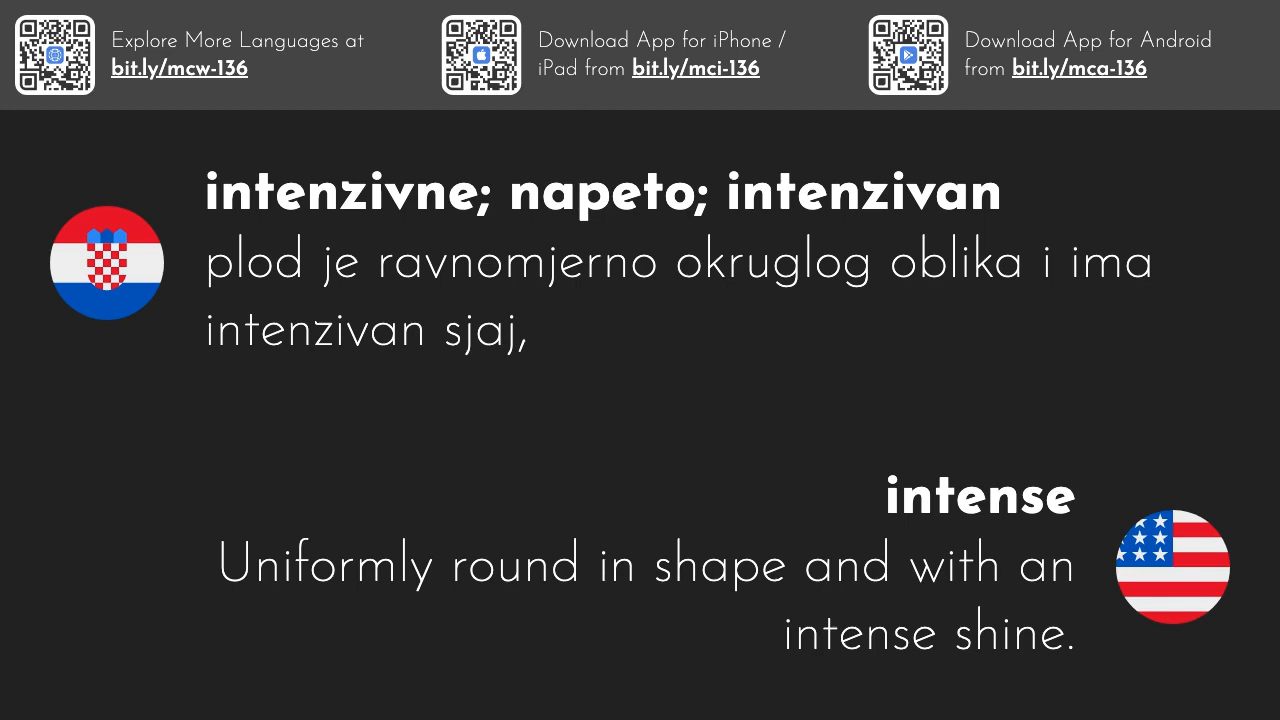 Explore More Languages at
bit.ly/mcw-136
Download App for iPhone /
iPad from bit.ly/mci-136
Download App for Android
from bit.ly/mca-136
intenzivne; napeto; intenzivan
plod je ravnomjerno okruglog oblika i ima
intenzivan sjaj,
intense
Uniformly round in shape and with an
intense shine.